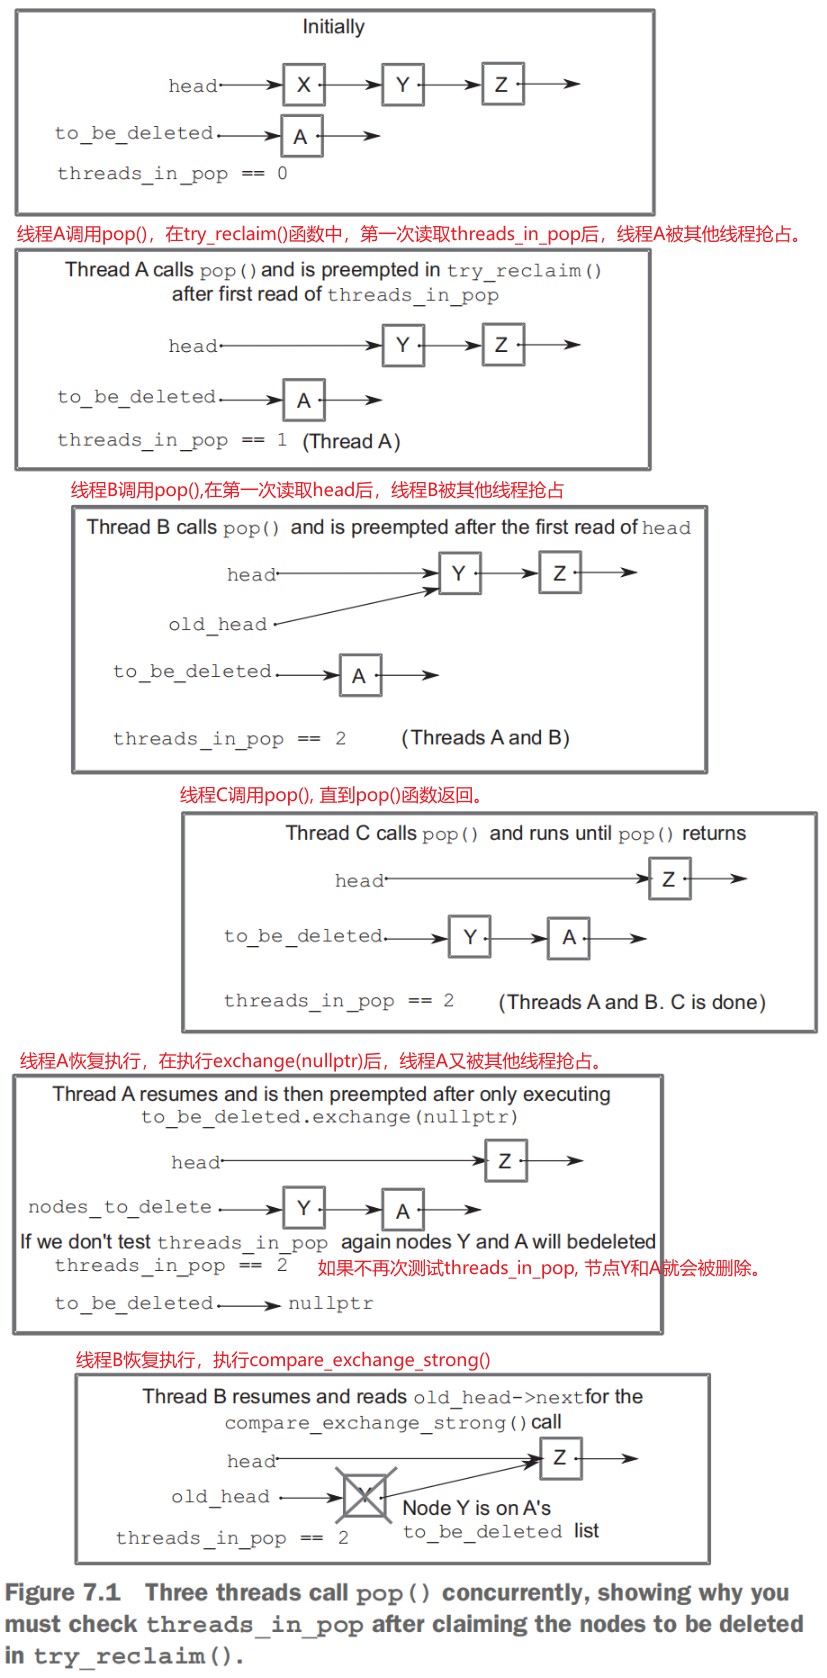 Initially
head
X
Y
Z
to_be_deleted
A
threads_in_pop == 0
线程A调用pop()，在try_reclaim()函数中，第一次读取threads_in_pop后，线程A被其他线程抢占。
Thread A calls pop() and is preempted in try_reclaim()
after first read of threads_in_pop
head
Y
Z
to_be_deleted
A
threads_in_pop == 1 (Thread A)
线程B调用pop(),在第一次读取head后，线程B被其他线程抢占
Thread B calls pop() and is preempted after the first read of head
head
Y
Z
old_head
to_be_deleted
A
threads_in_pop == 2 (Threads A and B)
线程C调用pop(), 直到pop()函数返回。
Thread C calls pop() and runs until pop() returns
head
Z
to_be_deleted
Y
A
threads_in_pop == 2 (Threads A and B. C is done)
线程A恢复执行，在执行exchange(nullptr)后，线程A又被其他线程抢占。
Thread A resumes and is then preempted after only executing
to_be_deleted.exchange(nullptr)
head
Z
nodes_to_delete
Y
A
If we don't test threads_in_pop again nodes Y and A will bedeleted
threads_in_pop == 2 如果不再次测试threads_in_pop, 节点Y和A就会被删除。
to_be_deleted nullptr
线程B恢复执行，执行compare_exchange_strong()
Thread B resumes and reads old_head->next for the
compare_exchange_strong() call
head
Z
old_head
Y
Node Y is on A's
threads_in_pop == 2 to_be_deleted list
Figure 7.1 Three threads call pop() concurrently, showing why you
must check threads_in_pop after claiming the nodes to be deleted
in try_reclaim().